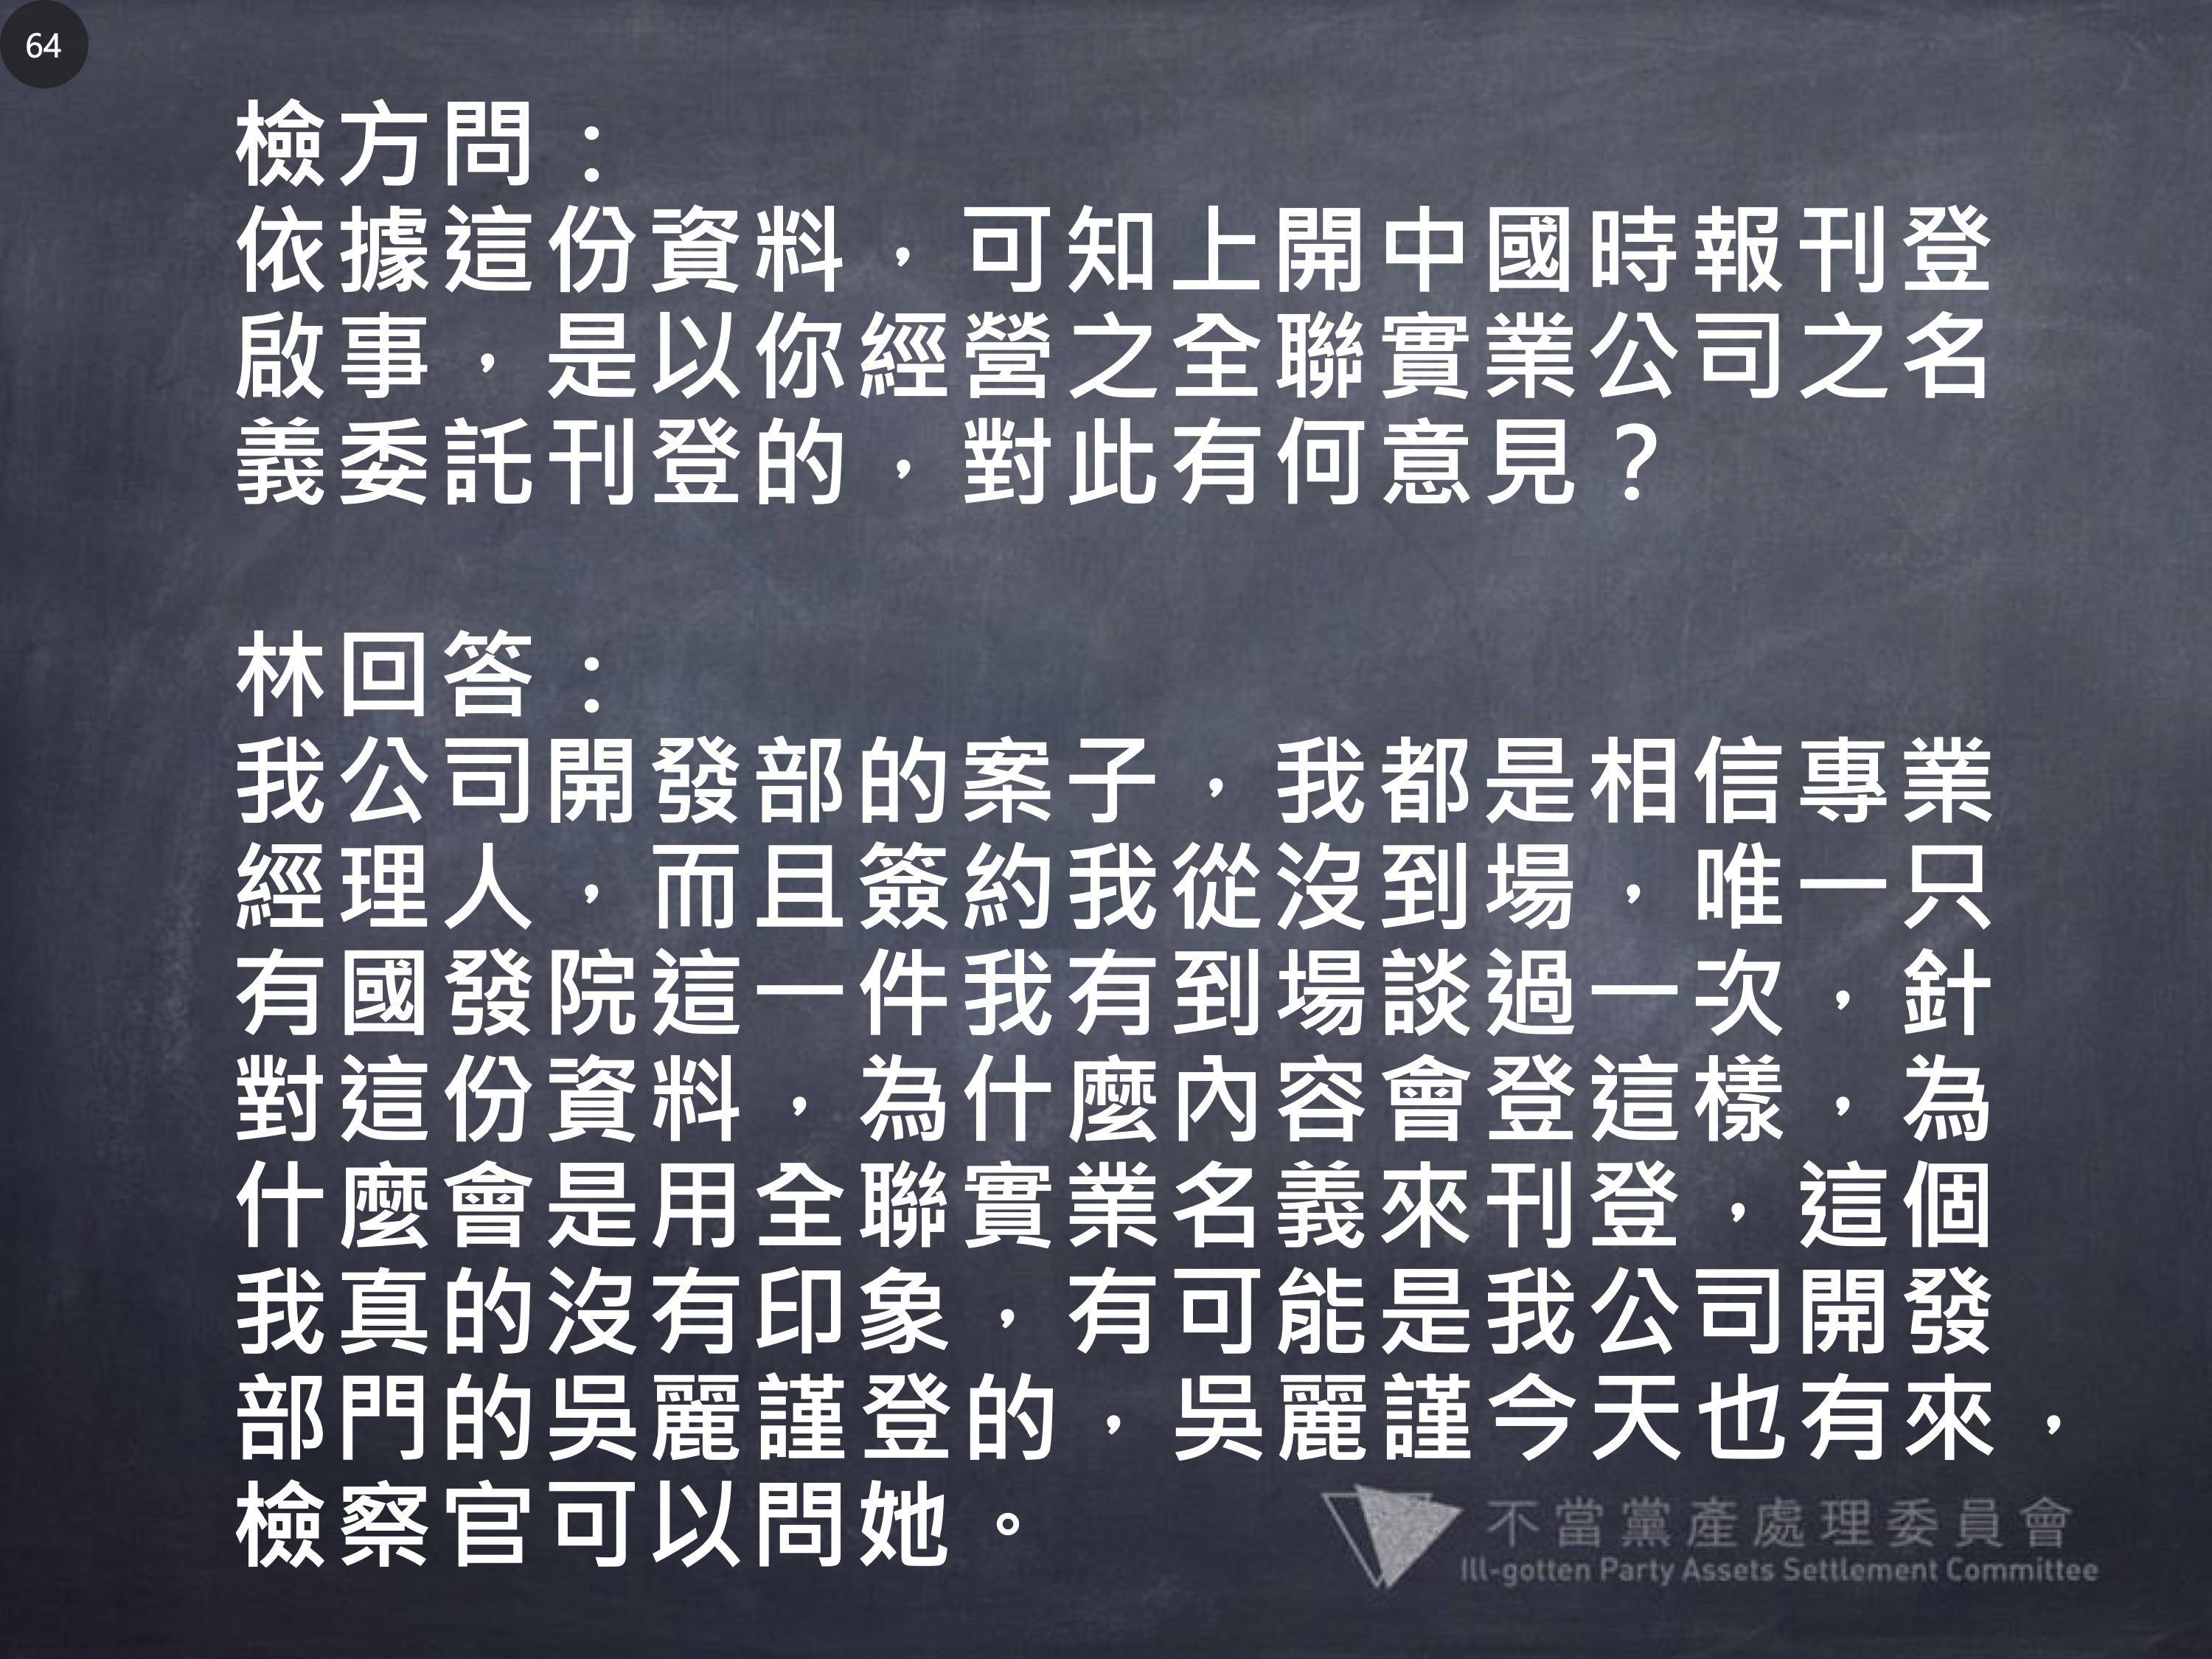 64
檢方問：
依據這份資料，可知上開中國時報刊登
啟事，是以你經營之全聯實業公司之名
義委託刊登的，對此有何意見？
林回答：
我公司開發部的案子，我都是相信專業
經理人，而且簽約我從沒到場，唯一只
有國發院這一件我有到場談過一次，針
對這份資料，為什麼內容會登這樣，為
什麼會是用全聯實業名義來刊登，這個
我真的沒有印象，有可能是我公司開發
部門的吳麗謹登的，吳麗謹今天也有來，
檢察官可以問她。
不當黨產處理委員會
Ill-gotten Party Assets Settlement Committee